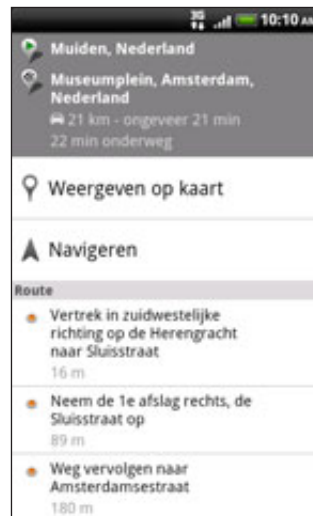 3G 10:10 AM
Muiden, Nederland
Museumplein, Amsterdam,
Nederland
21 km - ongeveer 21 min
22 min onderweg
Weergeven op kaart
Navigeren
Route
Vertrek in zuidwestelijke
richting op de Herengracht
naar Sluisstraat
16 m
Neem de 1e afslag rechts, de
Sluisstraat op
89 m
Weg vervolgen naar
Amsterdamsestraat
180 m